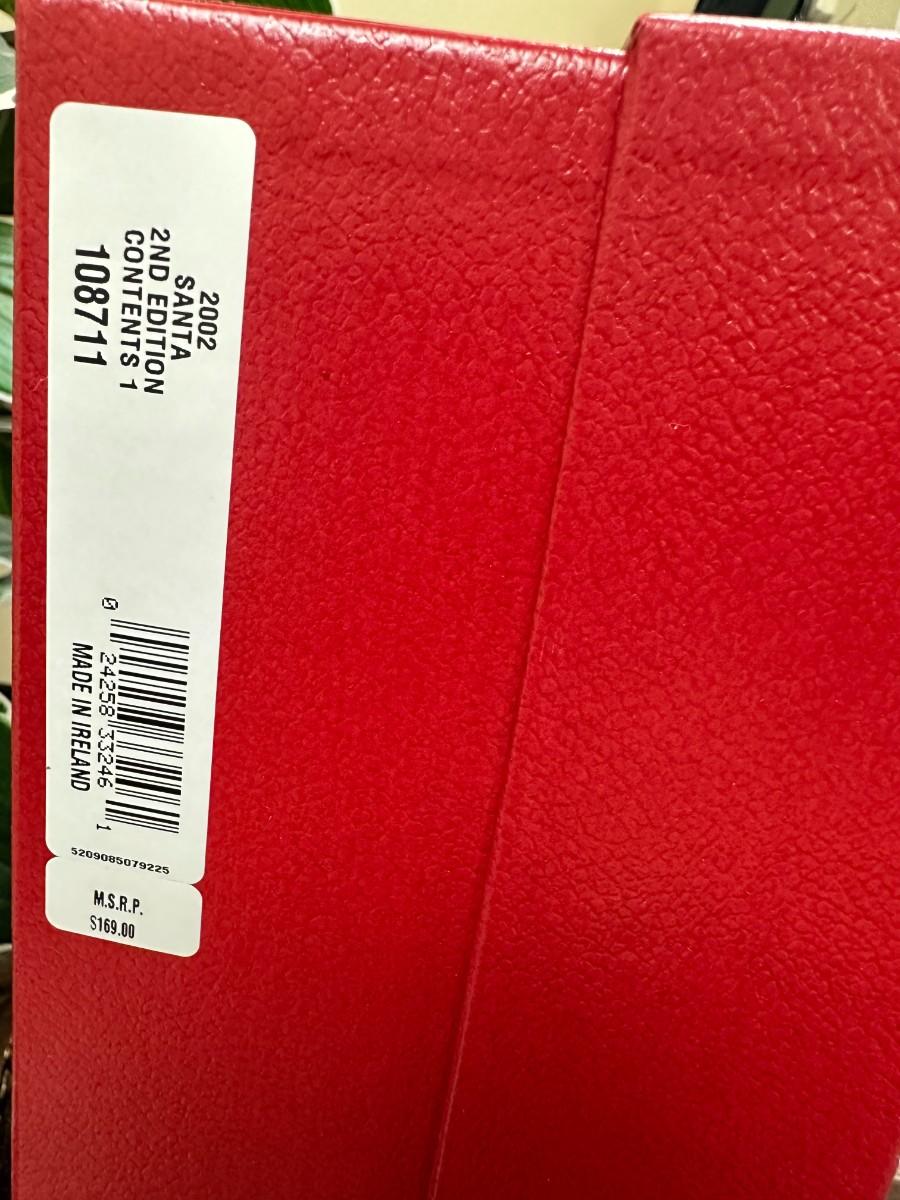 2002
SANTA
2ND EDITION
CONTENTS 1
108711
0 24258 33246 1
MADE IN IRELAND
5209085079225
M.S.R.P.
$169.00